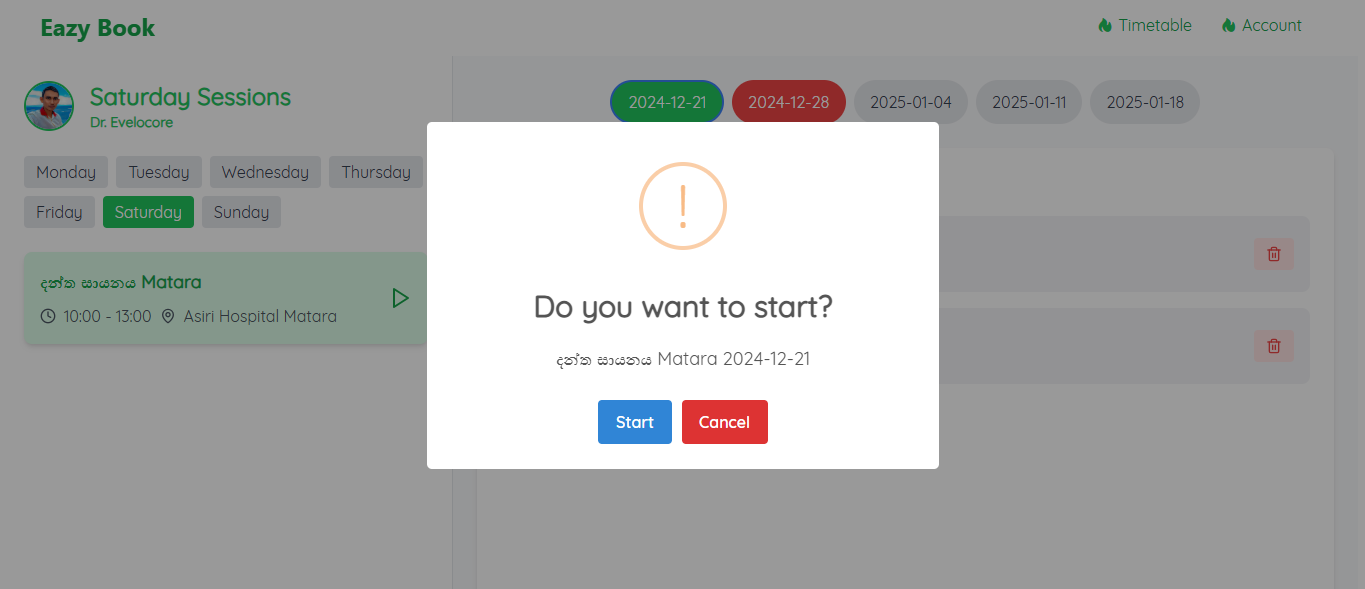 Eazy Book
Timetable Account
Saturday Sessions
Dr. Evelocore
Monday Tuesday Wednesday Thursday
Friday Saturday Sunday
දන්ත සායනය Matara
10:00 - 13:00 Asiri Hospital Matara
2024-12-21 2024-12-28 2025-01-04 2025-01-11 2025-01-18
Do you want to start?
දන්ත සායනය Matara 2024-12-21
Start Cancel